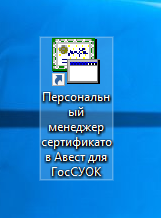 Персональн
ый
менеджер
сертификато
в Авест для
ГосСУОК